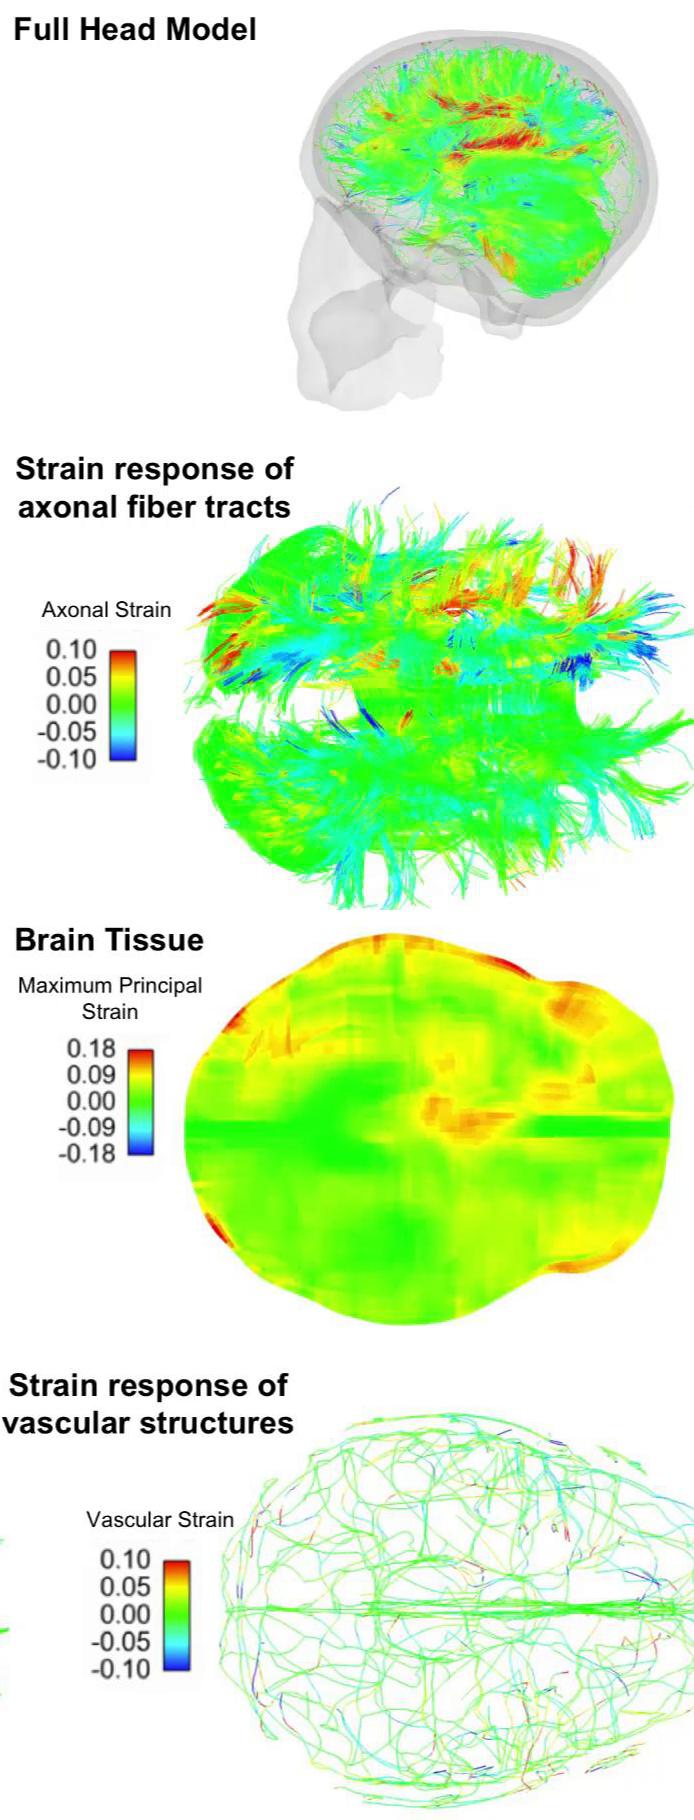 Full Head Model
Strain response of
axonal fiber tracts
Axonal Strain
0.10
0.05
0.00
-0.05
-0.10
Brain Tissue
Maximum Principal
Strain
0.18
0.09
0.00
-0.09
-0.18
Strain response of
vascular structures
Vascular Strain
0.10
0.05
0.00
-0.05
-0.10